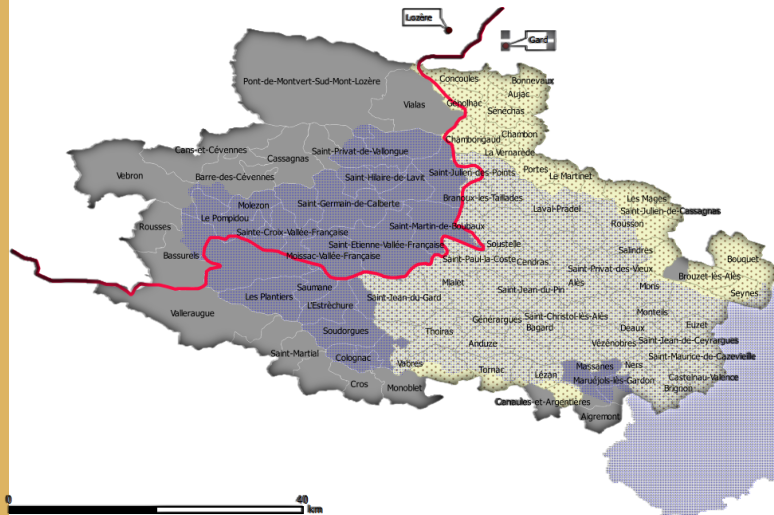 Lozère
Gard
Pont-de-Montvert-Sud-Mont-Lozère
Concoules
Bonnevaux
Aujac
Vialas
Génolhac
Sénéchas
Chambon
Chamborigaud
Cans-et-Cévennes
Saint-Privat-de-Vallongue
La Vernarède
Cassagnas
Portes
Vebron
Barre-des-Cévennes
Saint-Hilaire-de-Lavit
Saint-Julien-des-Points
Le Martinet
Molezon
Saint-Germain-de-Calberte
Branoux-les-Taillades
Les Mages
Laval-Pradel
Saint-Julien-de-Cassagnas
Le Pompidou
Rousses
Sainte-Croix-Vallée-Française
Saint-Martin-de-Boubaux
Rousson
Saint-Etienne-Vallée-Française
Soustelle
Salindres
Bassurels
Moissac-Vallée-Française
Saint-Paul-la-Coste
Cendras
Bouquet
Saint-Privat-des-Vieux
Brouzet-lès-Alès
Saumane
Mialet
Alès
Mons
Saint-Jean-du-Pin
Seynes
Les Plantiers
Saint-Jean-du-Gard
L'Estréchure
Valleraugue
Monteils
Saint-Christol-lès-Alès
Générargues
Bagard
Euzet
Soudorgues
Thoiras
Deaux
Vézénobres
Saint-Jean-de-Ceyrargues
Anduze
Saint-Martial
Colognac
Saint-Maurice-de-Cazevieille
Vabres
Massanes
Ners
Tornac
Lézan
Maruéjols-lès-Gardon
Castelnau-Valence
Cros
Monoblet
Brignon
Canaules-et-Argentières
Aigremont
0
40
km